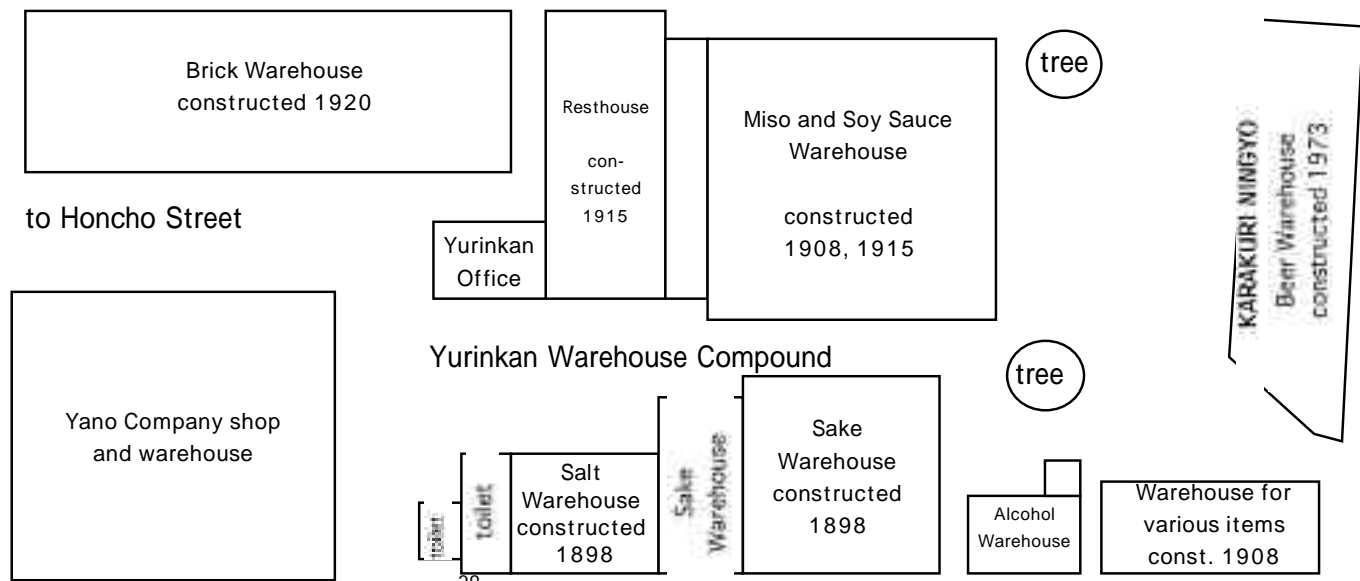 Brick Warehouse
constructed 1920
Resthouse
con-
structed
1915
Miso and Soy Sauce
Warehouse
constructed
1908, 1915
tree
KARAKURI NINGYO
Beer Warehouse
constructed 1973
to Honcho Street
Yurinkan
Office
Yurinkan Warehouse Compound
tree
Yano Company shop
and warehouse
toilet
toilet
Salt
Warehouse
constructed
1898
Sake
Warehouse
Sake
Warehouse
constructed
1898
Alcohol
Warehouse
Warehouse for
various items
const. 1908
28